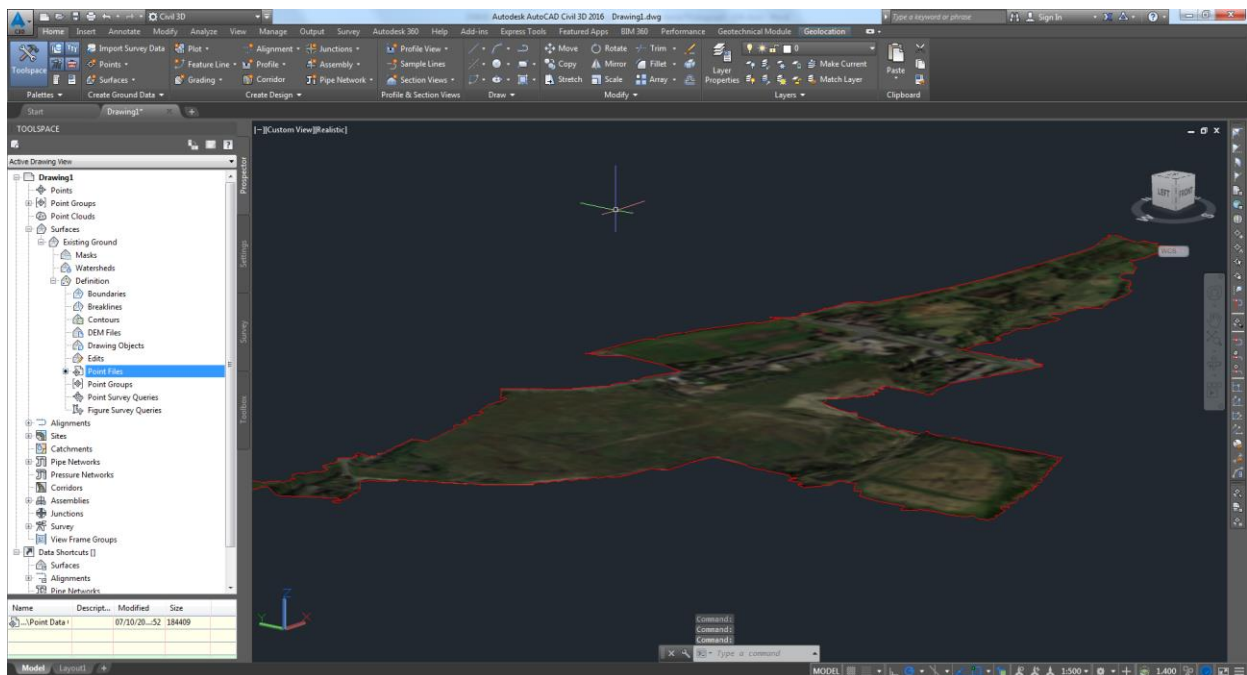 CAD
Civil 3D
Autodesk AutoCAD Civil 3D 2016 Drawing1.dwg
Type a keyword or phrase
Sign In
Home Insert Annotate Modify Analyze View Manage Output Survey Autodesk 360 Help Add-ins Express Tools Featured Apps BIM 360 Performance Geotechnical Module Geolocation
Toolspace
Import Survey Data
Points
Surfaces
Plot
Feature Line
Grading
Alignment
Profile
Corridor
Junctions
Assembly
Pipe Network
Profile View
Sample Lines
Section Views
Move
Copy
Stretch
Rotate
Mirror
Scale
Trim
Fillet
Array
Layer
Properties
0
Make Current
Match Layer
Paste
Palettes Create Ground Data Create Design Profile & Section Views Draw Modify Layers Clipboard
Start Drawing1*
TOOLSPACE
Active Drawing View
Drawing1
Points
Point Groups
Point Clouds
Surfaces
Existing Ground
Masks
Watersheds
Definition
Boundaries
Breaklines
Contours
DEM Files
Drawing Objects
Edits
Point Files
Point Groups
Point Survey Queries
Figure Survey Queries
Alignments
Sites
Catchments
Pipe Networks
Pressure Networks
Corridors
Assemblies
Junctions
Survey
View Frame Groups
Data Shortcuts []
Surfaces
Alignments
Pipe Networks
Prospector
Settings
Survey
Toolbox
Name Descript... Modified Size
...\Point Data 07/10/20...:52 184409
[-][Custom View][Realistic]
LEFT FRONT
Z
Y X
Command:
Command:
Command:
Type a command
Model Layout1 +
MODEL 1:500 1.400